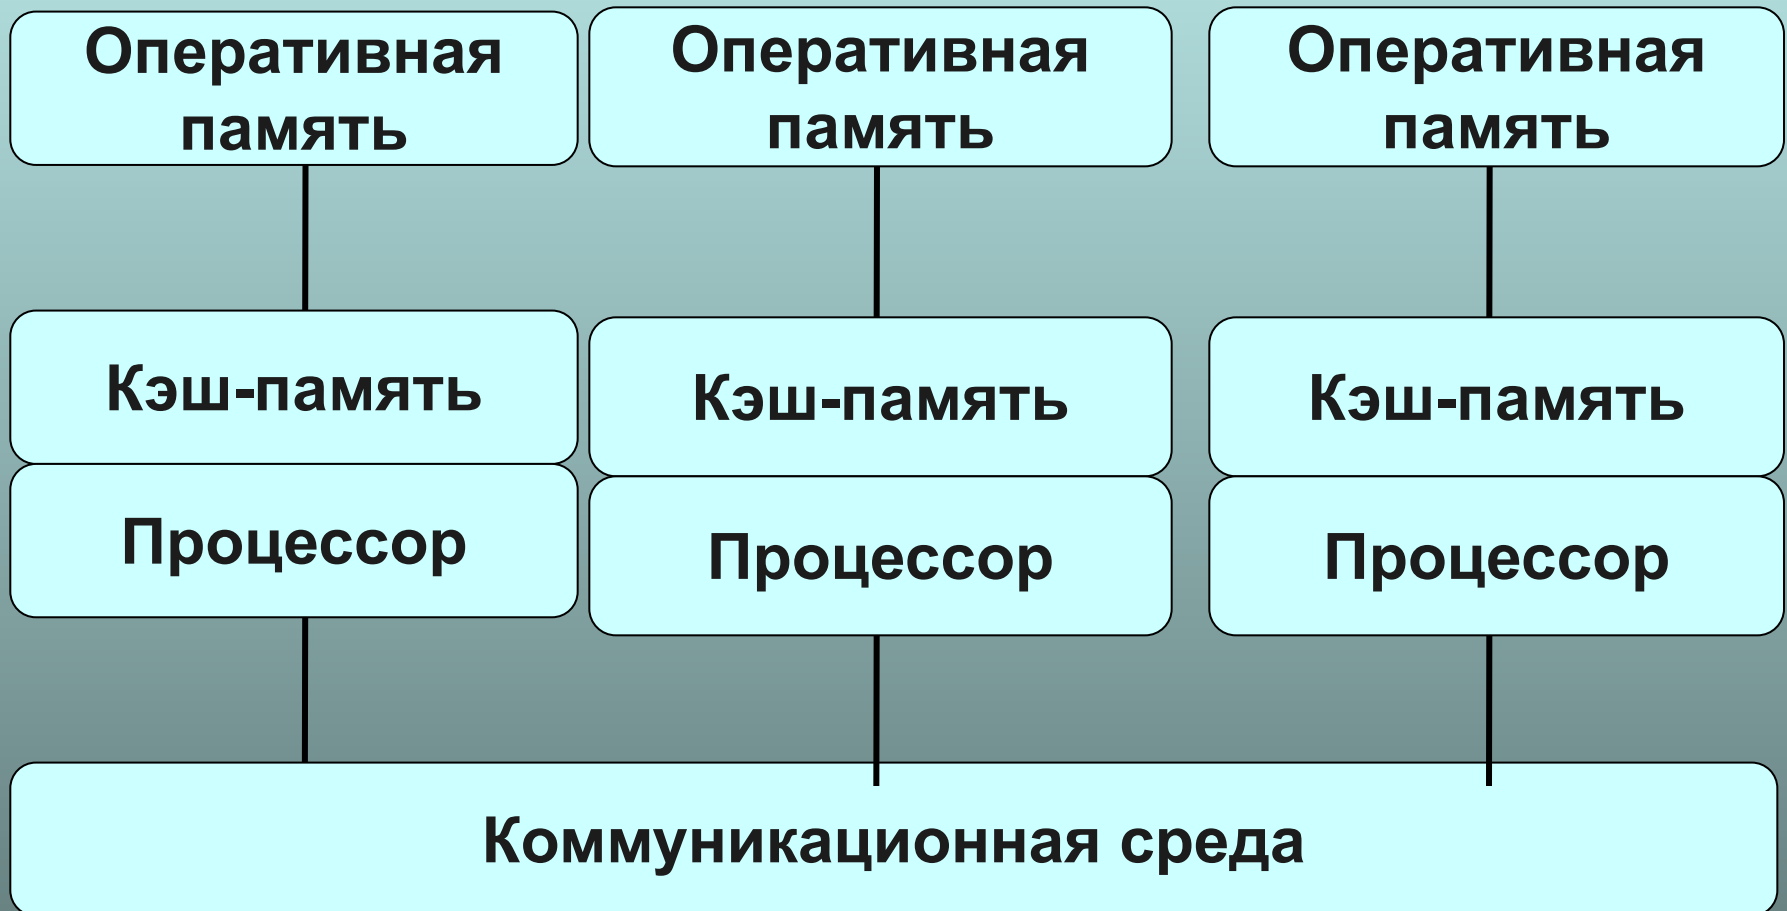 Оперативная
память
Оперативная
память
Оперативная
память
Кэш-память
Кэш-память
Кэш-память
Процессор
Процессор
Процессор
Коммуникационная среда